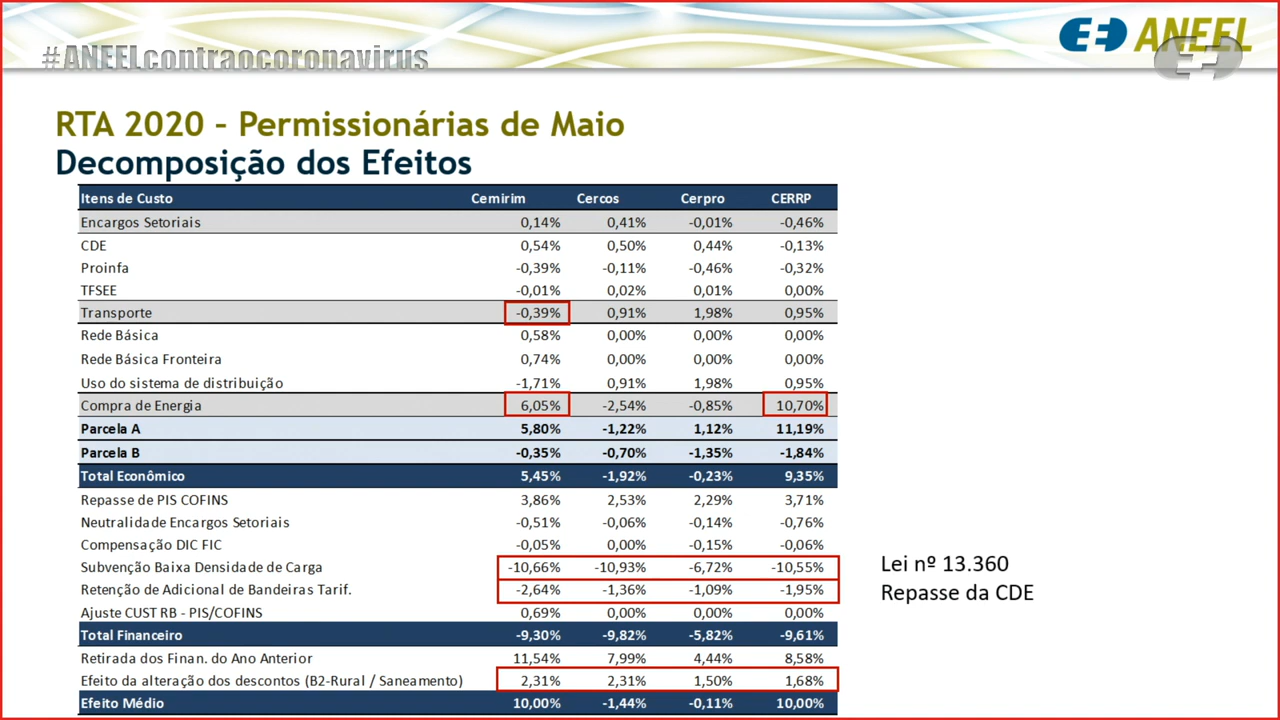 #ANEELcontraocoronavirus
ANEEL
RTA 2020 – Permissionárias de Maio
Decomposição dos Efeitos
Itens de Custo Cemirim Cercos Cerpro CERRP
Encargos Setoriais 0,14% 0,41% -0,01% -0,46%
CDE 0,54% 0,50% 0,44% -0,13%
Proinfa -0,39% -0,11% -0,46% -0,32%
TFSEE -0,01% 0,02% 0,01% 0,00%
Transporte -0,39% 0,91% 1,98% 0,95%
Rede Básica 0,58% 0,00% 0,00% 0,00%
Rede Básica Fronteira 0,74% 0,00% 0,00% 0,00%
Uso do sistema de distribuição -1,71% 0,91% 1,98% 0,95%
Compra de Energia 6,05% -2,54% -0,85% 10,70%
Parcela A 5,80% -1,22% 1,12% 11,19%
Parcela B -0,35% -0,70% -1,35% -1,84%
Total Econômico 5,45% -1,92% -0,23% 9,35%
Repasse de PIS COFINS 3,86% 2,53% 2,29% 3,71%
Neutralidade Encargos Setoriais -0,51% -0,06% -0,14% -0,76%
Compensação DIC FIC -0,05% 0,00% -0,15% -0,06%
Subvenção Baixa Densidade de Carga -10,66% -10,93% -6,72% -10,55%
Lei nº 13.360
Retenção de Adicional de Bandeiras Tarif. -2,64% -1,36% -1,09% -1,95%
Repasse da CDE
Ajuste CUST RB - PIS/COFINS 0,69% 0,00% 0,00% 0,00%
Total Financeiro -9,30% -9,82% -5,82% -9,61%
Retirada dos Finan. do Ano Anterior 11,54% 7,99% 4,44% 8,58%
Efeito da alteração dos descontos (B2-Rural / Saneamento) 2,31% 2,31% 1,50% 1,68%
Efeito Médio 10,00% -1,44% -0,11% 10,00%